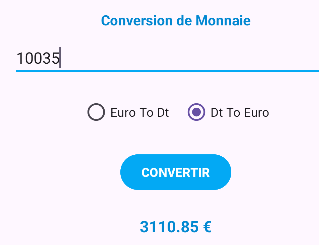 Conversion de Monnaie
10035
Euro To Dt
Dt To Euro
CONVERTIR
3110.85 €